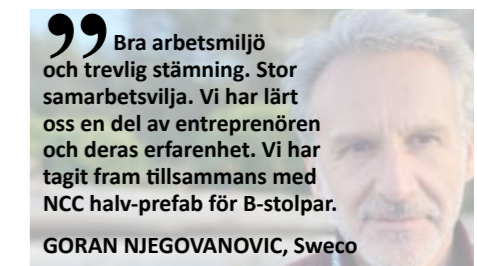 ” Bra arbetsmiljö
och trevlig stämning. Stor
samarbetsvilja. Vi har lärt
oss en del av entreprenören
och deras erfarenhet. Vi har
tagit fram tillsammans med
NCC halv-prefab för B-stolpar.
GORAN NJEGOVANOVIC, Sweco